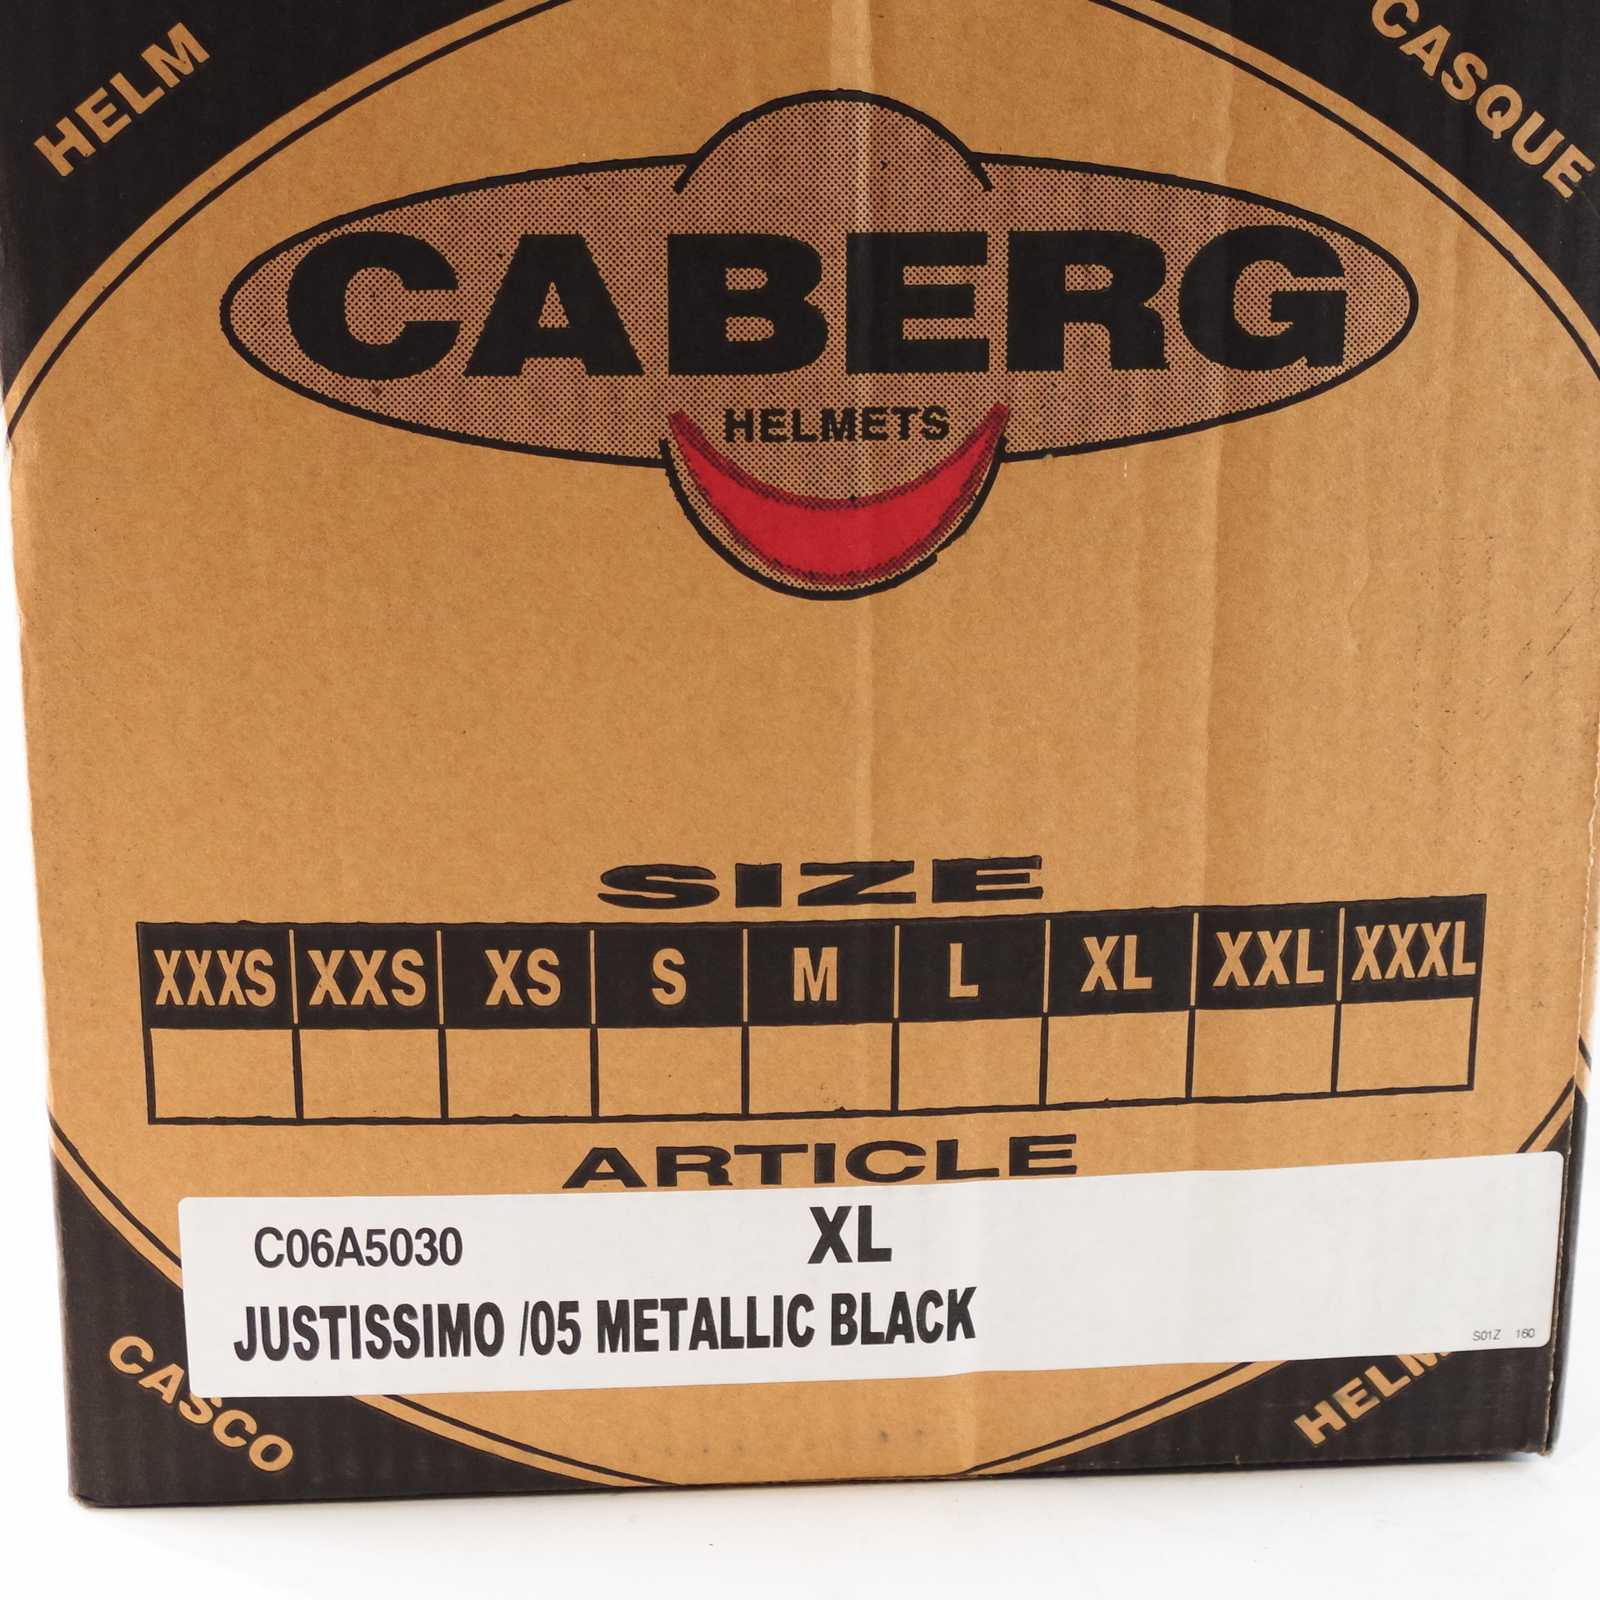 HELM
CASQUE
CABERG
HELMETS
SIZE
XXXS XXS XS S M L XL XXL XXXL
ARTICLE
C06A5030 XL
JUSTISSIMO /05 METALLIC BLACK
S01Z 160
CASCO
HELM